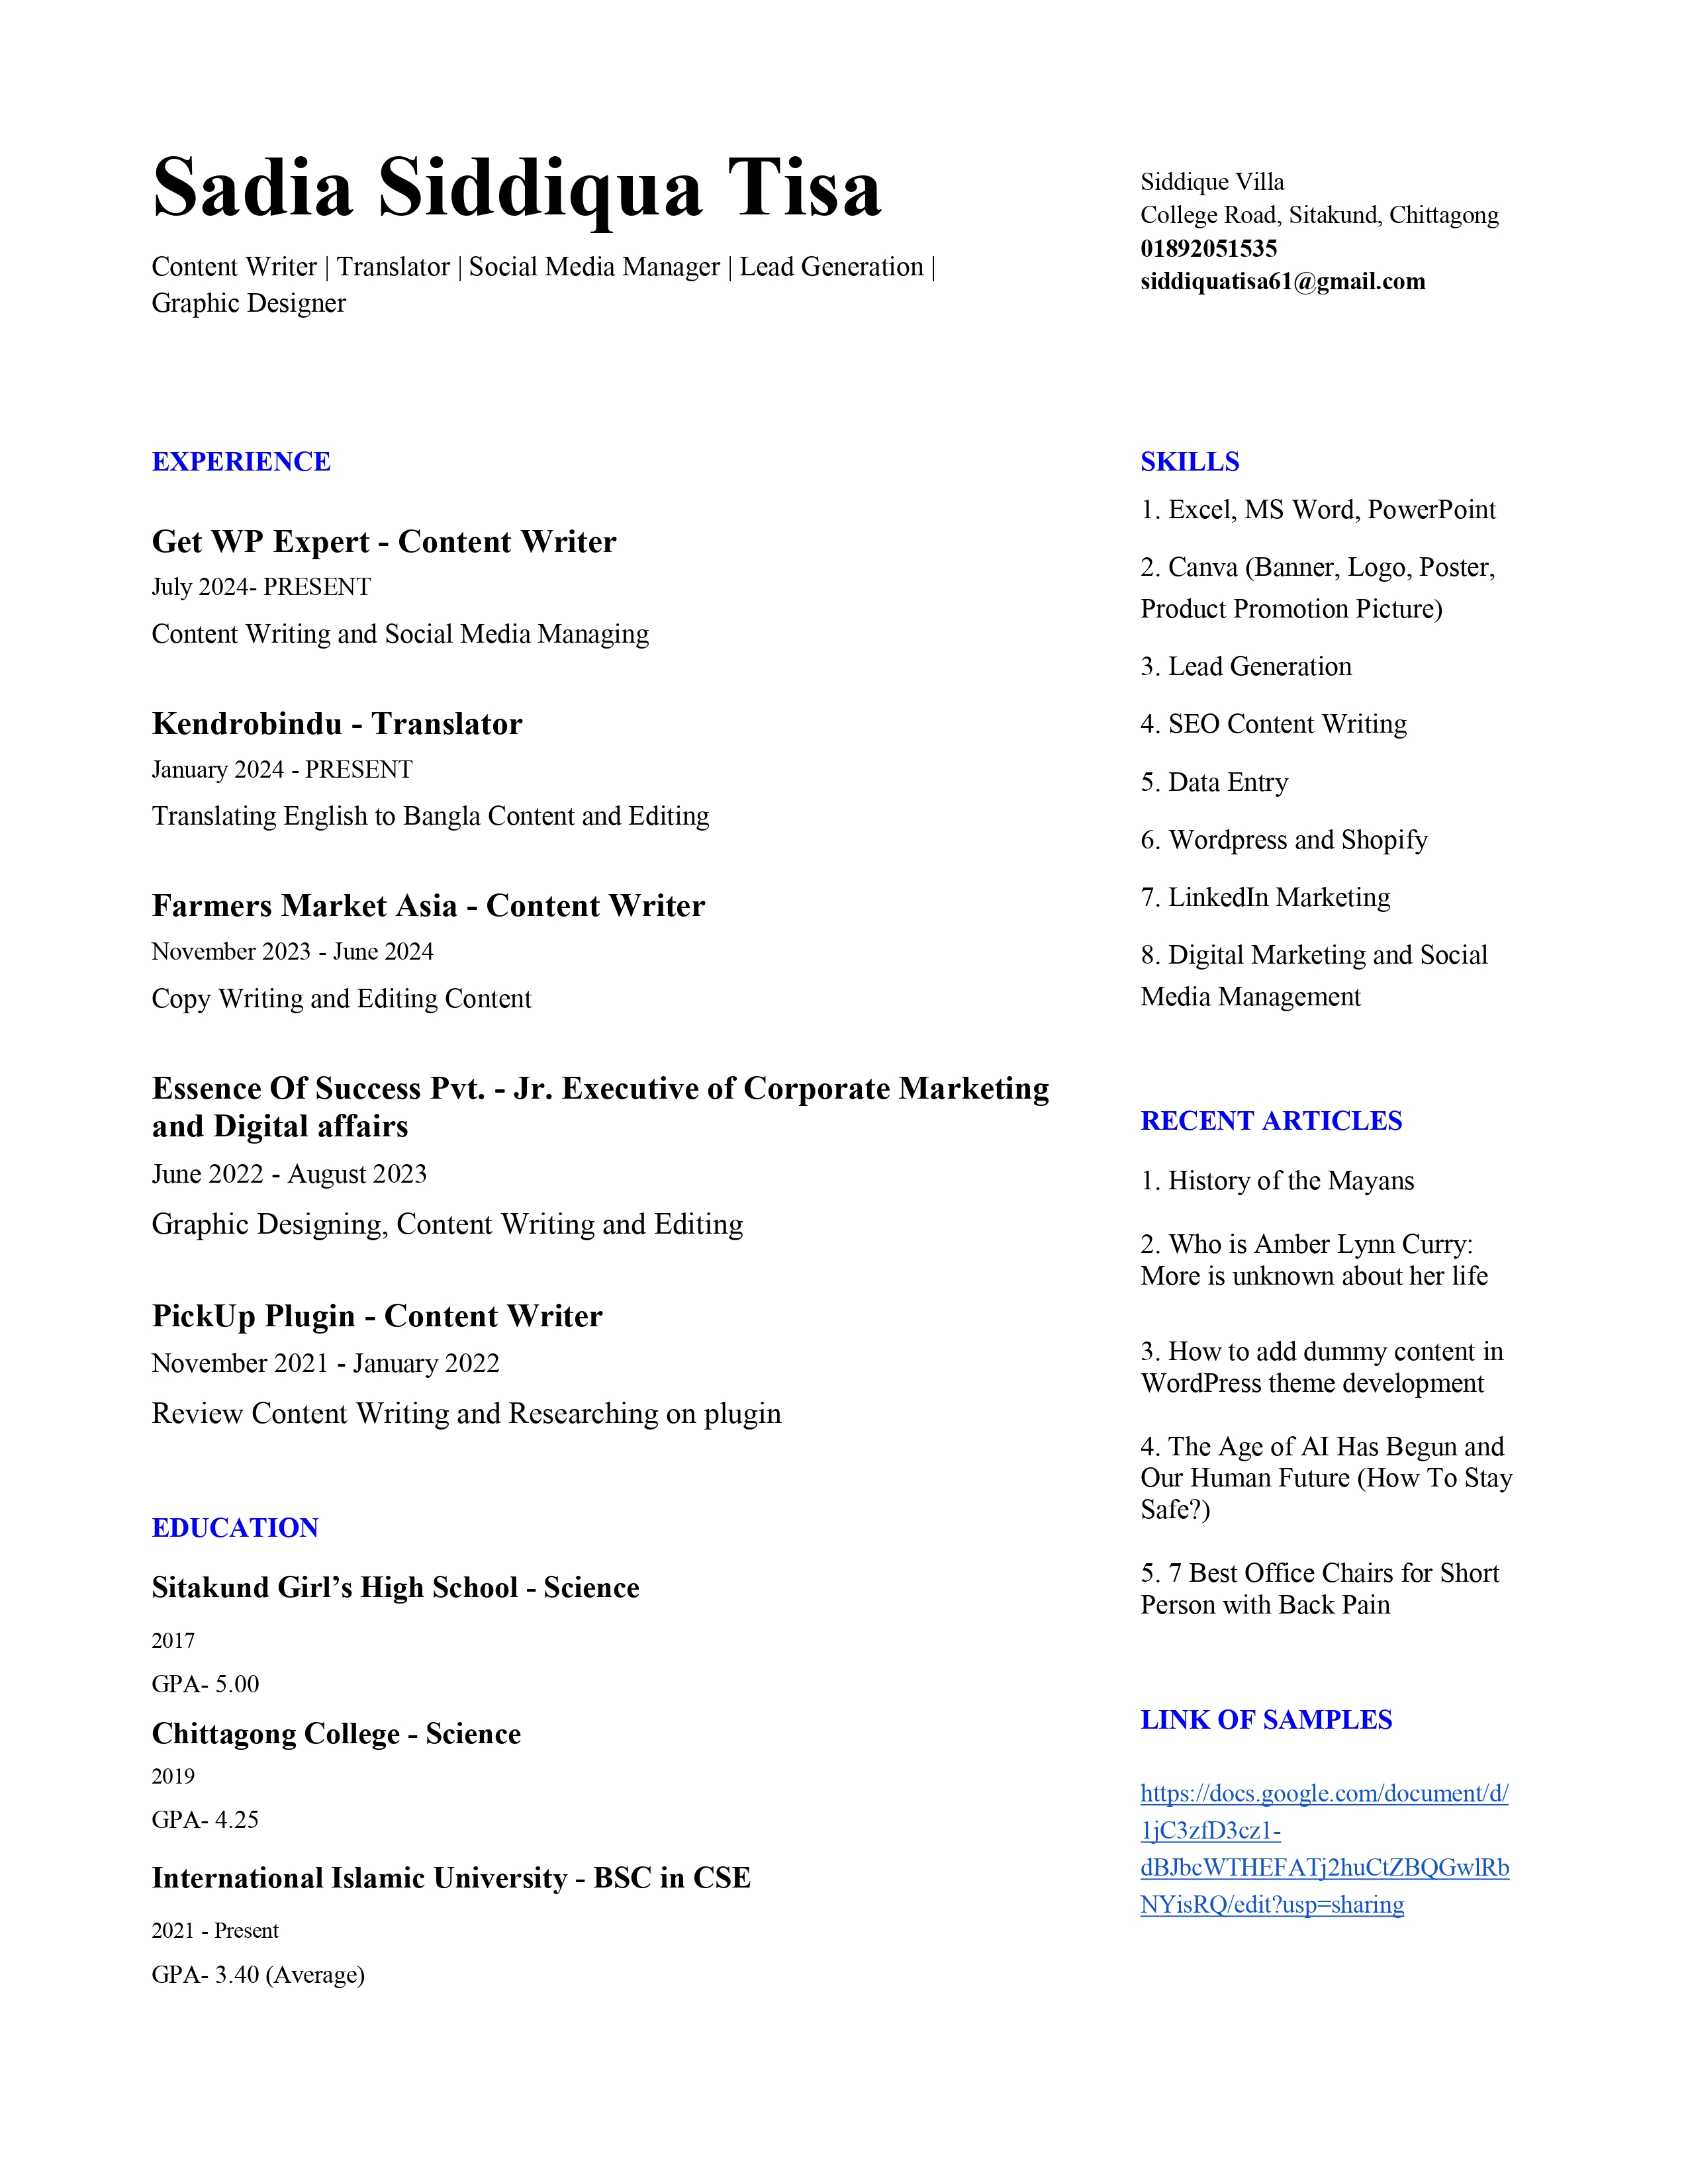 Sadia Siddiqua Tisa
Content Writer | Translator | Social Media Manager | Lead Generation |
Graphic Designer
Siddique Villa
College Road, Sitakund, Chittagong
01892051535
siddiquatisa61@gmail.com
EXPERIENCE
Get WP Expert - Content Writer
July 2024- PRESENT
Content Writing and Social Media Managing
Kendrobindu - Translator
January 2024 - PRESENT
Translating English to Bangla Content and Editing
Farmers Market Asia - Content Writer
November 2023 - June 2024
Copy Writing and Editing Content
Essence Of Success Pvt. - Jr. Executive of Corporate Marketing
and Digital affairs
June 2022 - August 2023
Graphic Designing, Content Writing and Editing
PickUp Plugin - Content Writer
November 2021 - January 2022
Review Content Writing and Researching on plugin
EDUCATION
Sitakund Girl’s High School - Science
2017
GPA- 5.00
Chittagong College - Science
2019
GPA- 4.25
International Islamic University - BSC in CSE
2021 - Present
GPA- 3.40 (Average)
SKILLS
1. Excel, MS Word, PowerPoint
2. Canva (Banner, Logo, Poster,
Product Promotion Picture)
3. Lead Generation
4. SEO Content Writing
5. Data Entry
6. Wordpress and Shopify
7. LinkedIn Marketing
8. Digital Marketing and Social
Media Management
RECENT ARTICLES
1. History of the Mayans
2. Who is Amber Lynn Curry:
More is unknown about her life
3. How to add dummy content in
WordPress theme development
4. The Age of AI Has Begun and
Our Human Future (How To Stay
Safe?)
5. 7 Best Office Chairs for Short
Person with Back Pain
LINK OF SAMPLES
https://docs.google.com/document/d/
1jC3zfD3cz1-
dBJbcWTHEFATj2huCtZBQGwlRb
NYisRQ/edit?usp=sharing